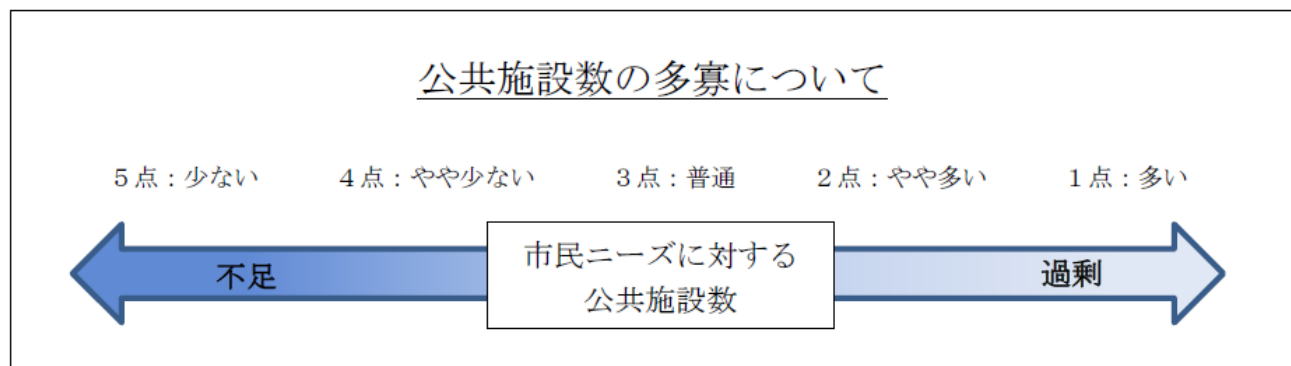 公共施設数の多寡について
5点：少ない　4点：やや少ない　3点：普通　2点：やや多い　1点：多い
不足　市民ニーズに対する　過剰
公共施設数